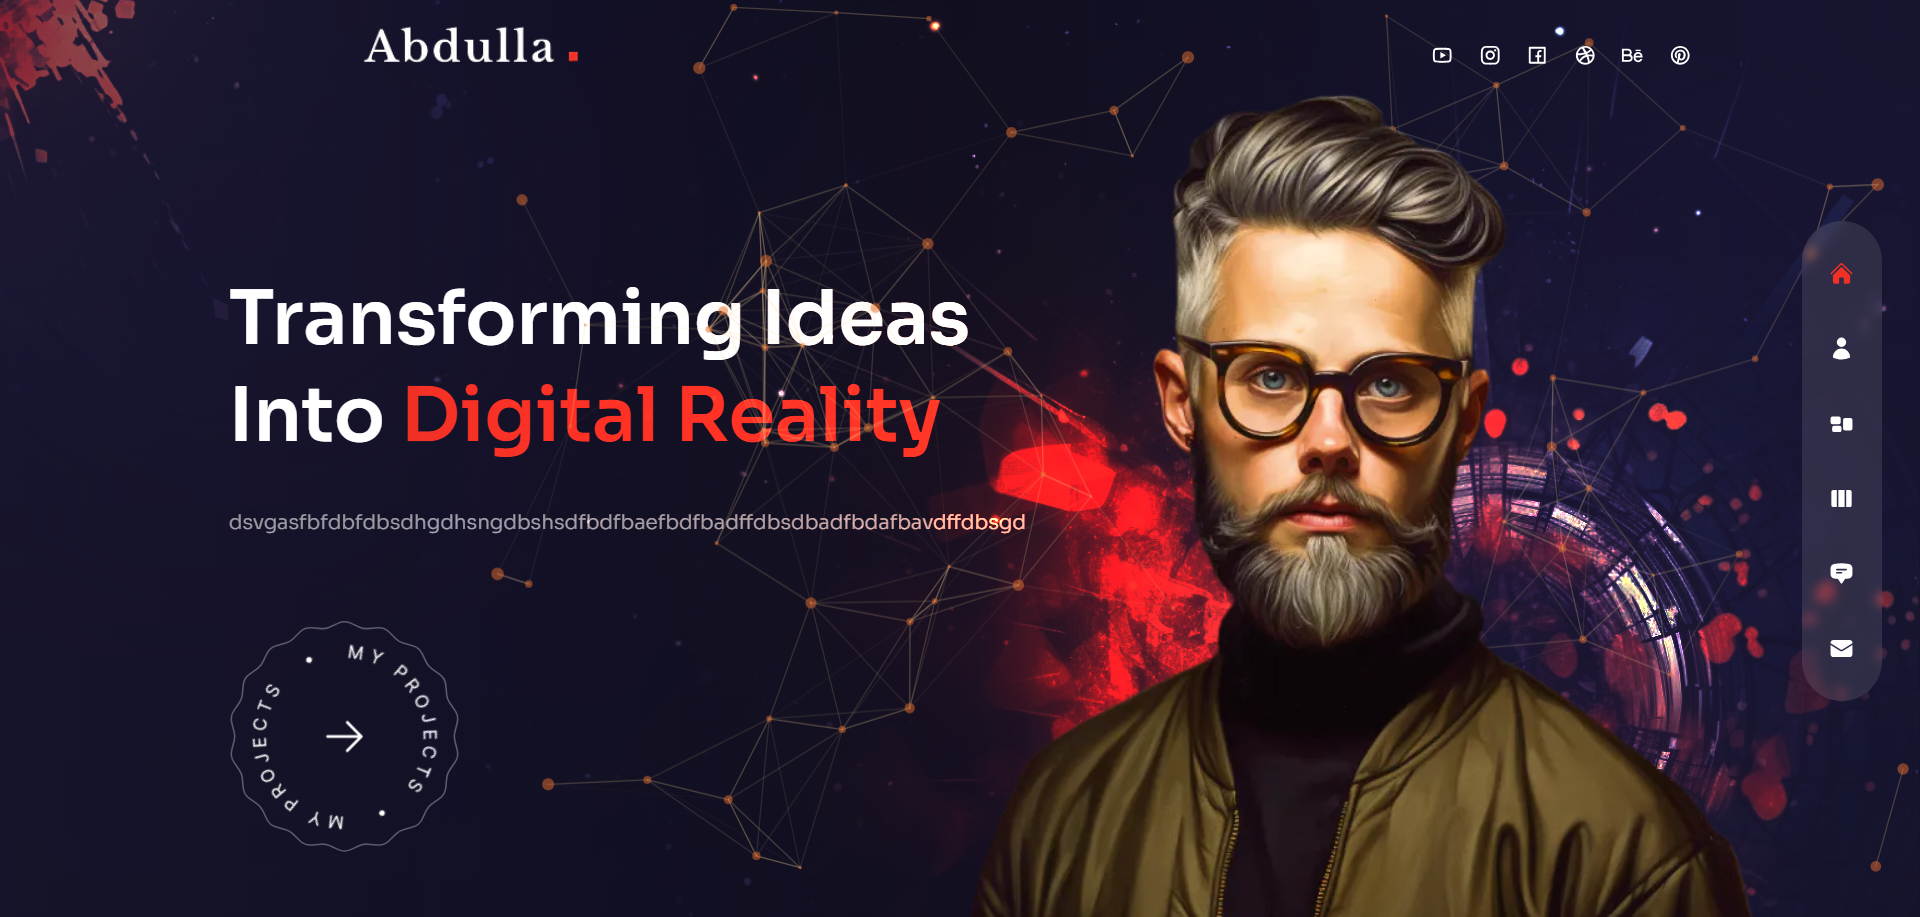 Abdulla.
Bē
Transforming Ideas
Into Digital Reality
dsvgasfbfdbfdbsdhgdhsngdbshsdfbdfbaefbdfbadffdbsdbadfbdafbavdffdbsgd
MY PROJECTS • MY PROJECTS •